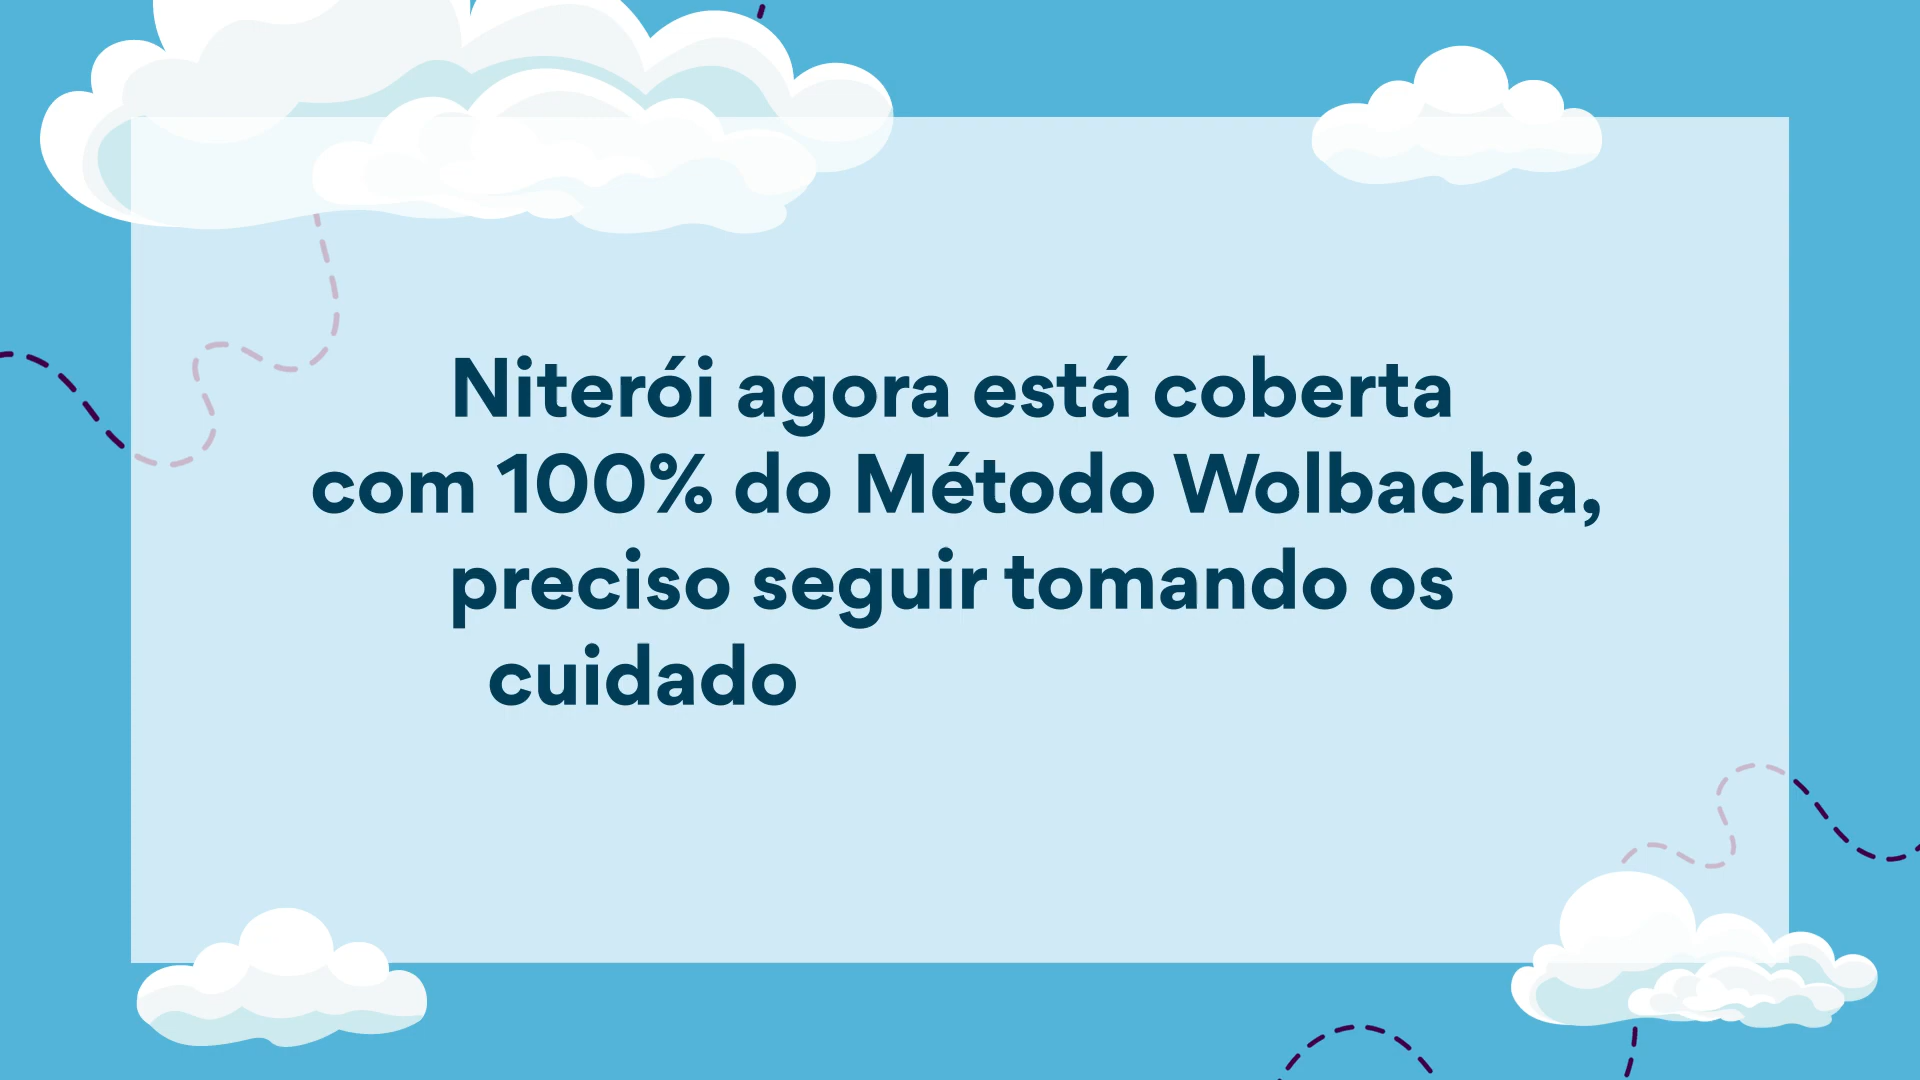 Niterói agora está coberta
com 100% do Método Wolbachia,
preciso seguir tomando os
cuidado